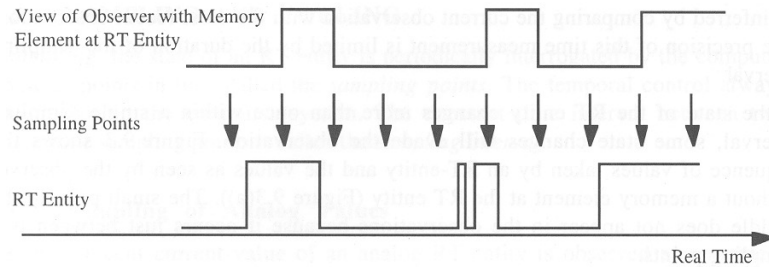 View of Observer with Memory
Element at RT Entity
Sampling Points
RT Entity
Real Time